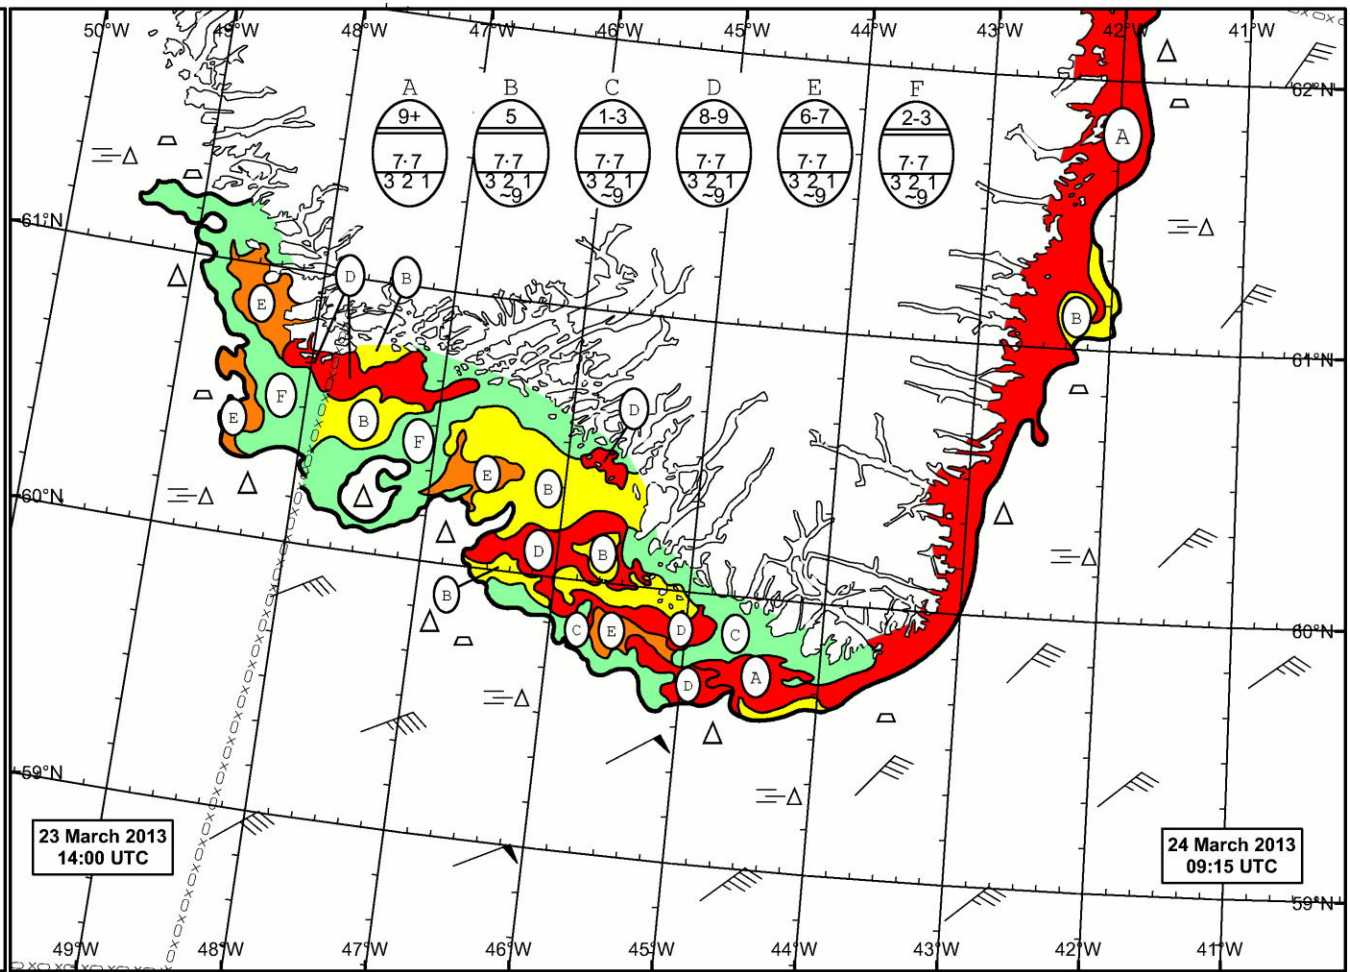 50°W 49°W 48°W 47°W 46°W 45°W 44°W 43°W 42°W 41°W
A B C D E F
9+ 5 1-3 8-9 6-7 2-3
7·7 7·7 7·7 7·7 7·7 7·7
3 2 1 3 2 1 3 2 1 3 2 1 3 2 1 3 2 1
~9 ~9 ~9 ~9 ~9
62°N
A
61°N
D B
E
B
61°N
E F B F D
E B
60°N
D B
B
C E D C
60°N
D A
59°N
23 March 2013
14:00 UTC
24 March 2013
09:15 UTC
59°N
49°W 48°W 47°W 46°W 45°W 44°W 43°W 42°W 41°W